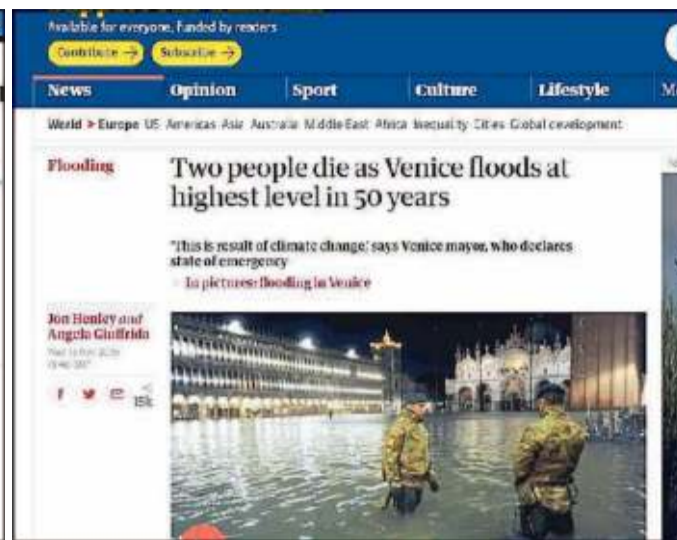 Available for everyone, funded by readers
Contribute → Subscribe →
News Opinion Sport Culture Lifestyle
World ► Europe US Americas Asia Australia Middle East Africa Inequality Cities Global development
Flooding
Two people die as Venice floods at
highest level in 50 years
'This is result of climate change,' says Venice mayor, who declares
state of emergency
In pictures: flooding in Venice
Jon Henley and
Angela Giuffrida
15k